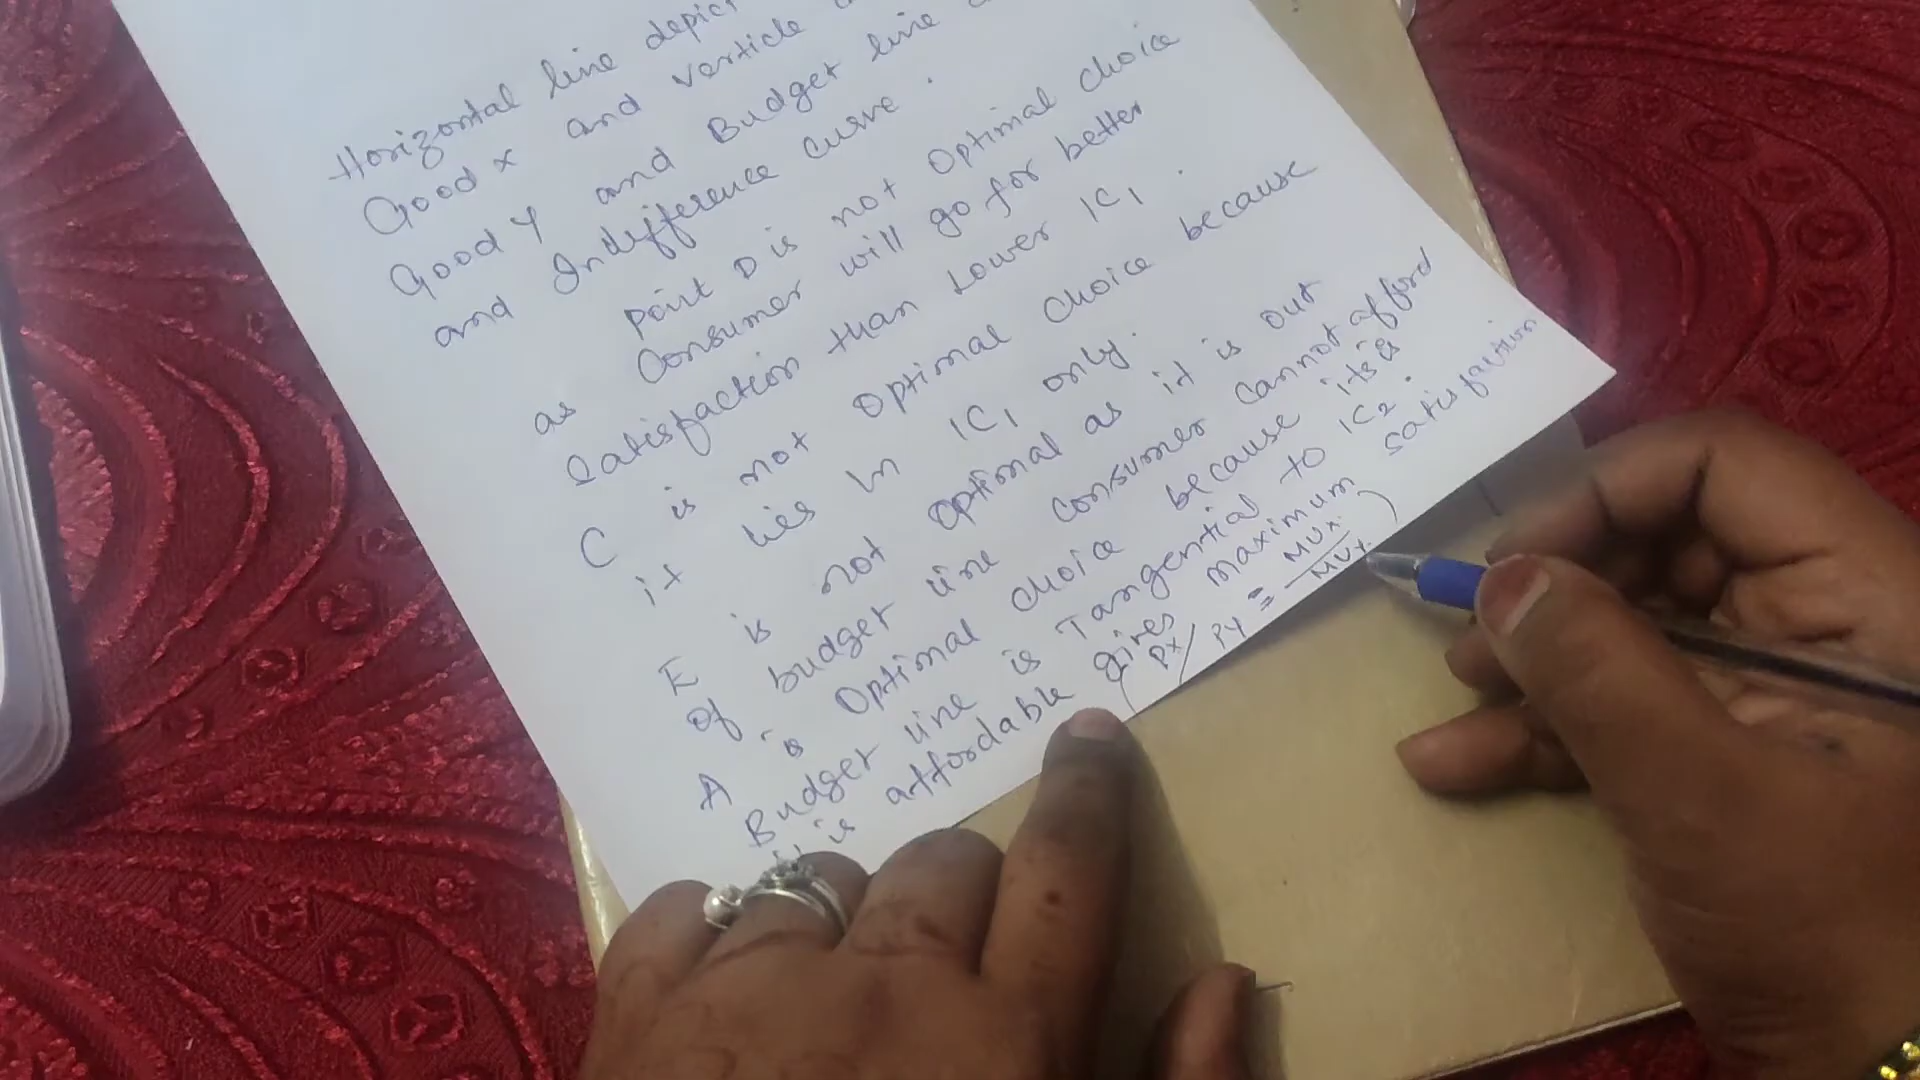 Horizontal line depict
Good x and verticle
Good y and Budget line
and Indifference curve.
point D is not Optimal choice
as Consumer will go for better
satisfaction than Lower IC1.
C is not Optimal choice because
it lies in IC1 only.
E is not optimal as it is out
of budget line consumer cannot afford
A is Optimal choice because its is
Budget line is Tangential to IC2.
it is affordable gives maximum satisfaction
(Px/Py = MUx/MUy)